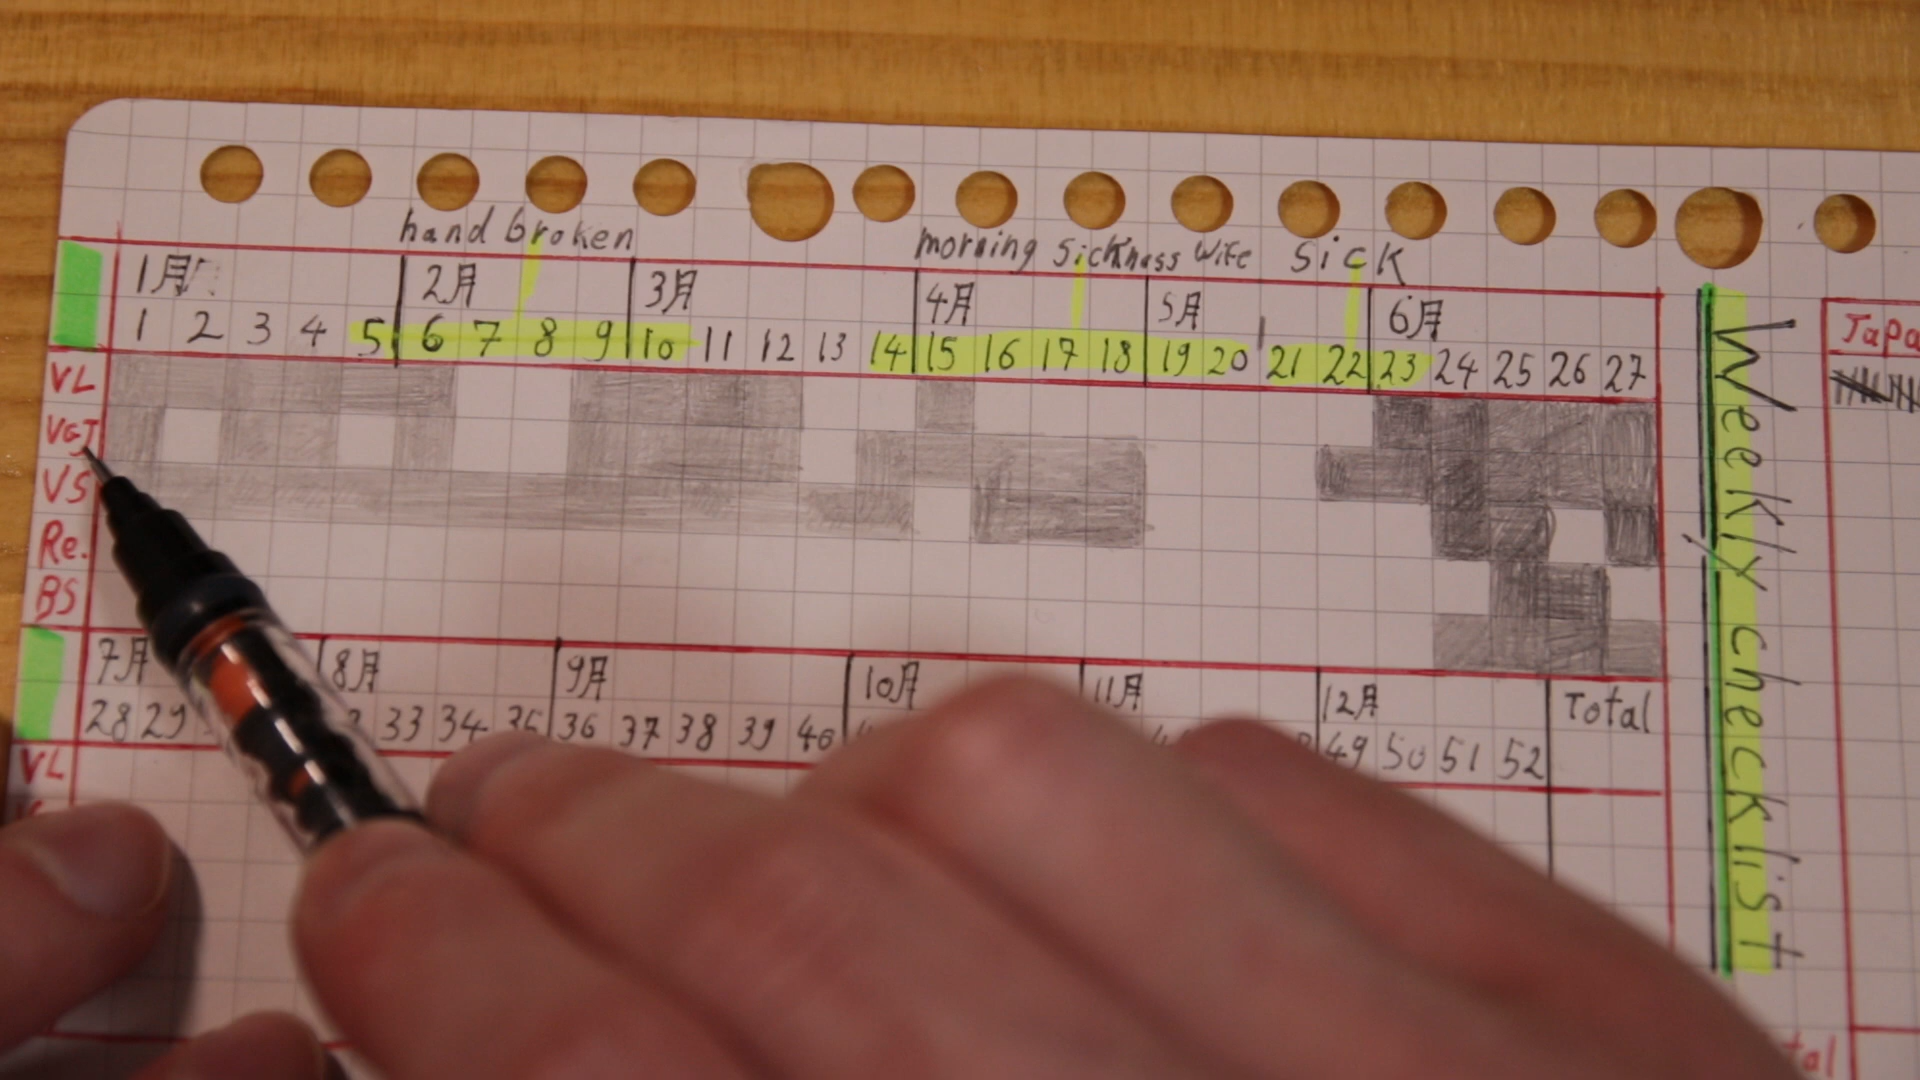 hand broken
morning sickness wife
sick
1月 2月 3月 4月 5月 6月
1 2 3 4 5 6 7 8 9 10 11 12 13 14 15 16 17 18 19 20 21 22 23 24 25 26 27
VL
VGJ
VS
Re.
BS
7月 8月 9月 10月 11月 12月 Total
28 29 33 34 35 36 37 38 39 40 49 50 51 52
VL
Weekly checklist
Japa
tal